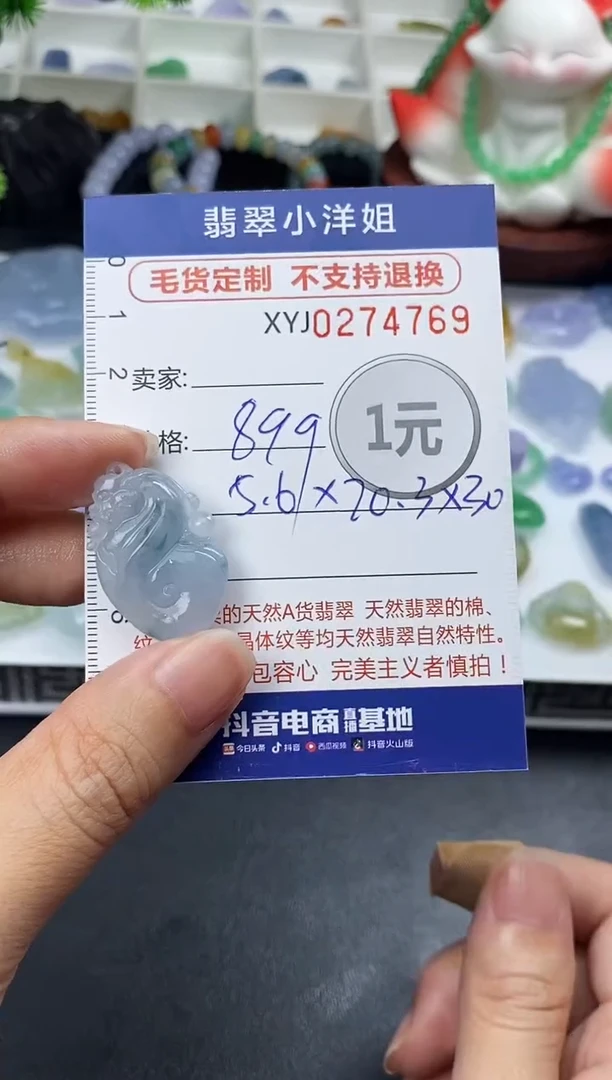 翡翠小洋姐
毛货定制 不支持退换
0
1
XYJ0274769
2
卖家:
格: 899
1元
5.6×20.3×30
的天然A货翡翠 天然翡翠的棉、
纹 晶体纹等均天然翡翠自然特性。
包容心 完美主义者慎拍！
抖音电商直播基地
今日头条 抖音 西瓜视频 抖音火山版